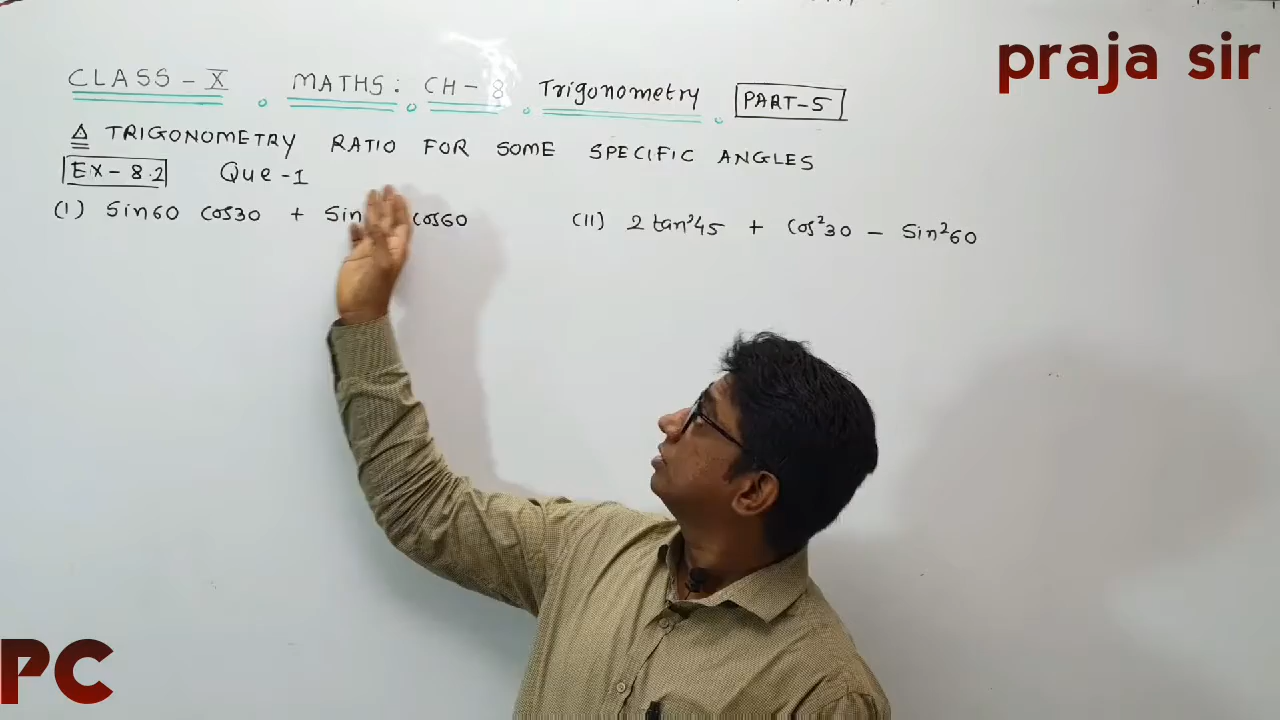 praja sir
CLASS - X MATHS: CH - 8 Trigonometry PART-5
TRIGONOMETRY RATIO FOR SOME SPECIFIC ANGLES
EX - 8.2 Que - 1
(I) Sin60 Cos30 + Sin cos60 (II) 2 tan²45 + Cos²30 - Sin²60
PC